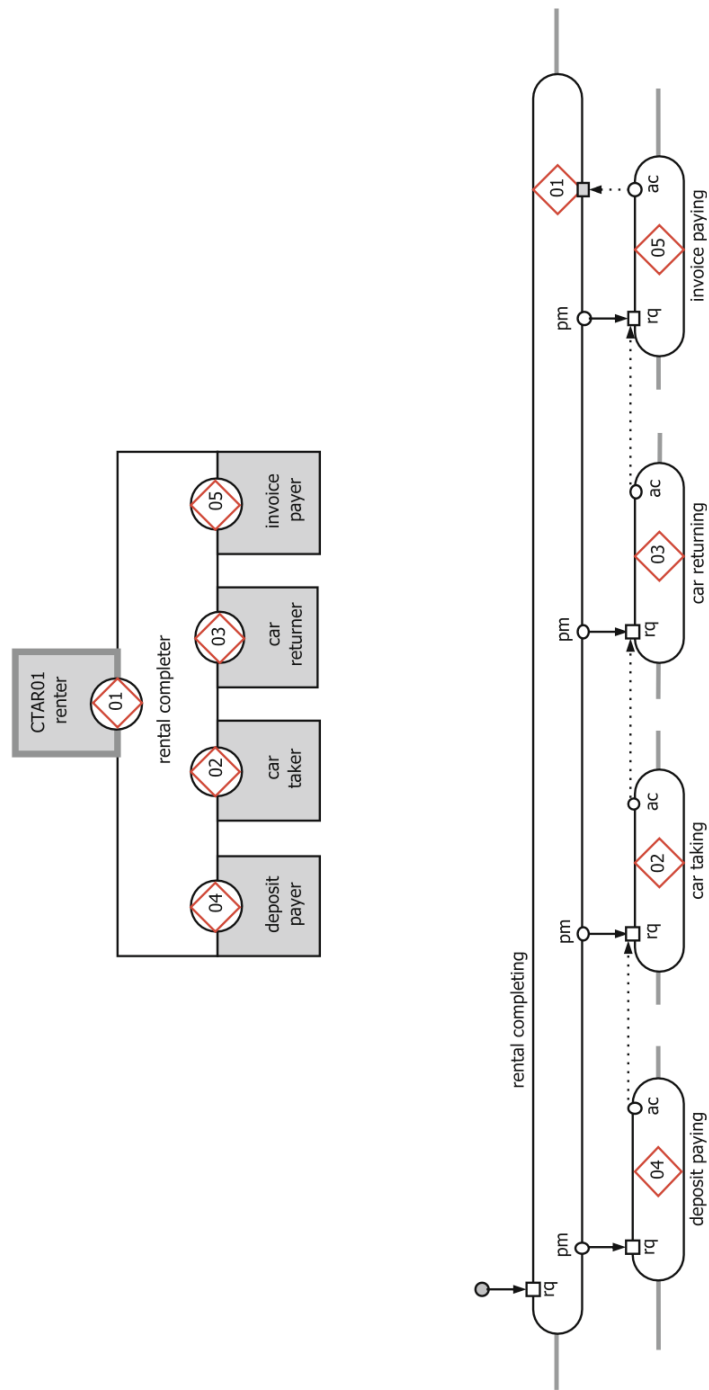 CTAR01
renter
01
rental completer
04
02
03
05
deposit
payer
car
taker
car
returner
invoice
payer
rental completing
rq
pm
pm
pm
pm
01
rq
04
ac
rq
02
ac
rq
03
ac
rq
05
ac
deposit paying
car taking
car returning
invoice paying